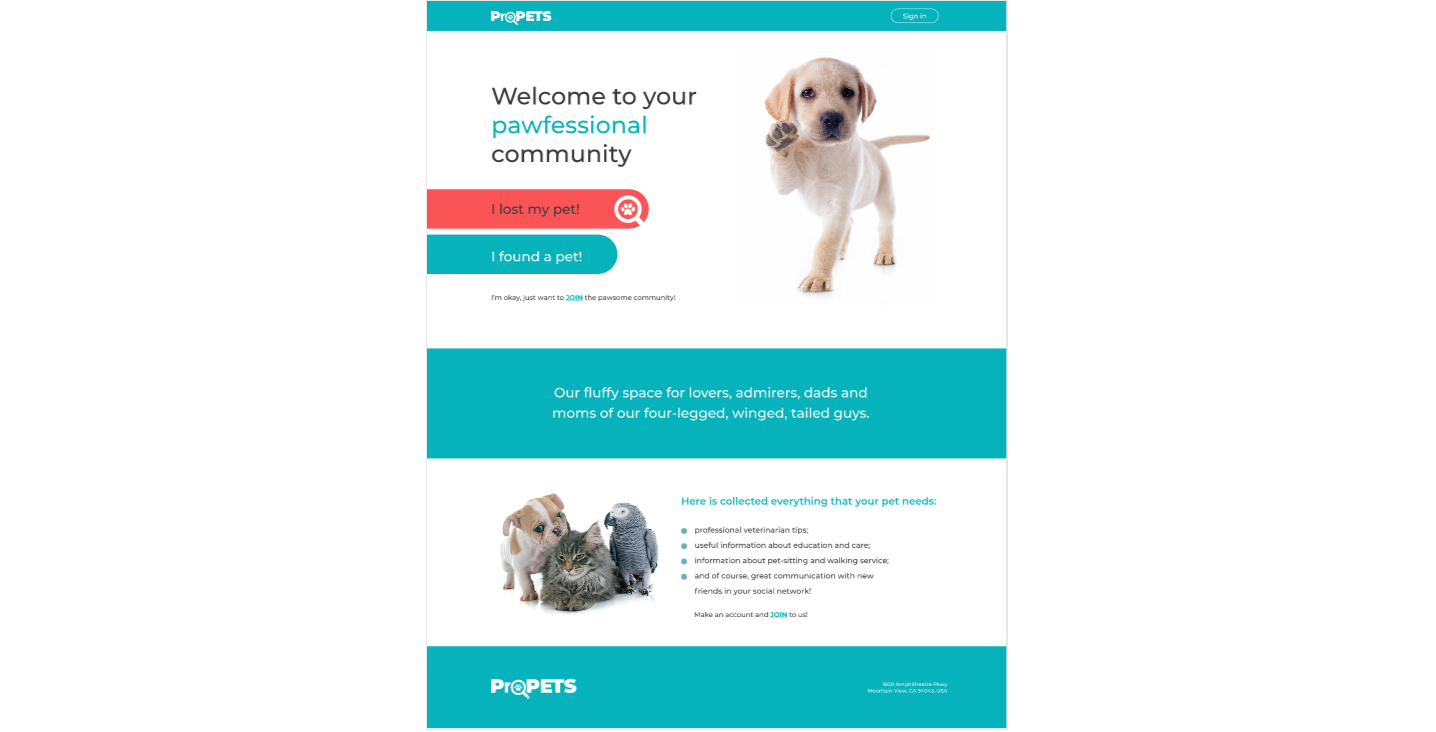 ProPETS
Sign in
Welcome to your
pawfessional
community
I lost my pet!
I found a pet!
I'm okay, just want to JOIN the pawsome community!
Our fluffy space for lovers, admirers, dads and
moms of our four-legged, winged, tailed guys.
Here is collected everything that your pet needs:
professional veterinarian tips;
useful information about education and care;
information about pet-sitting and walking service;
and of course, great communication with new
friends in your social network!
Make an account and JOIN to us!
ProPETS
1600 Amphitheatre Pkwy
Mountain View, CA 94043, USA